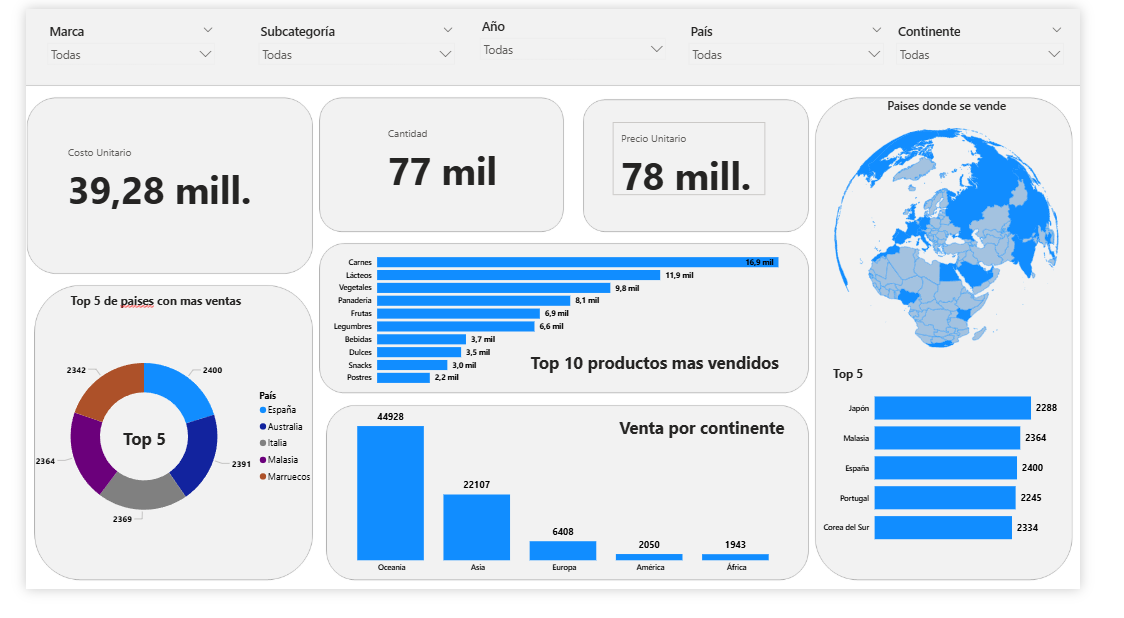 Marca
Todas
Subcategoría
Todas
Año
Todas
País
Todas
Continente
Todas
Costo Unitario
39,28 mill.
Cantidad
77 mil
Precio Unitario
78 mill.
Paises donde se vende
Top 5 de paises con mas ventas
2342
2400
2364
2391
2369
Top 5
País
España
Australia
Italia
Malasia
Marruecos
Carnes 16,9 mil
Lácteos 11,9 mil
Vegetales 9,8 mil
Panadería 8,1 mil
Frutas 6,9 mil
Legumbres 6,6 mil
Bebidas 3,7 mil
Dulces 3,5 mil
Snacks 3,0 mil
Postres 2,2 mil
Top 10 productos mas vendidos
Venta por continente
44928
22107
6408
2050
1943
Oceanía
Asia
Europa
América
África
Top 5
Japón 2288
Malasia 2364
España 2400
Portugal 2245
Corea del Sur 2334